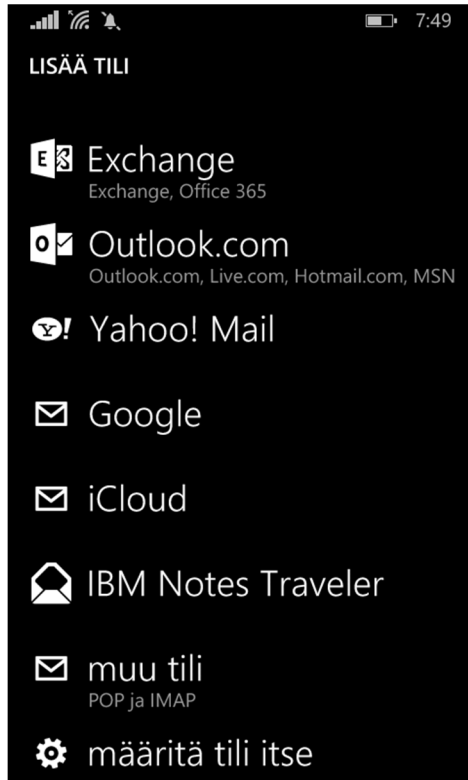 7:49
LISÄÄ TILI
Exchange
Exchange, Office 365
Outlook.com
Outlook.com, Live.com, Hotmail.com, MSN
Yahoo! Mail
Google
iCloud
IBM Notes Traveler
muu tili
POP ja IMAP
määritä tili itse